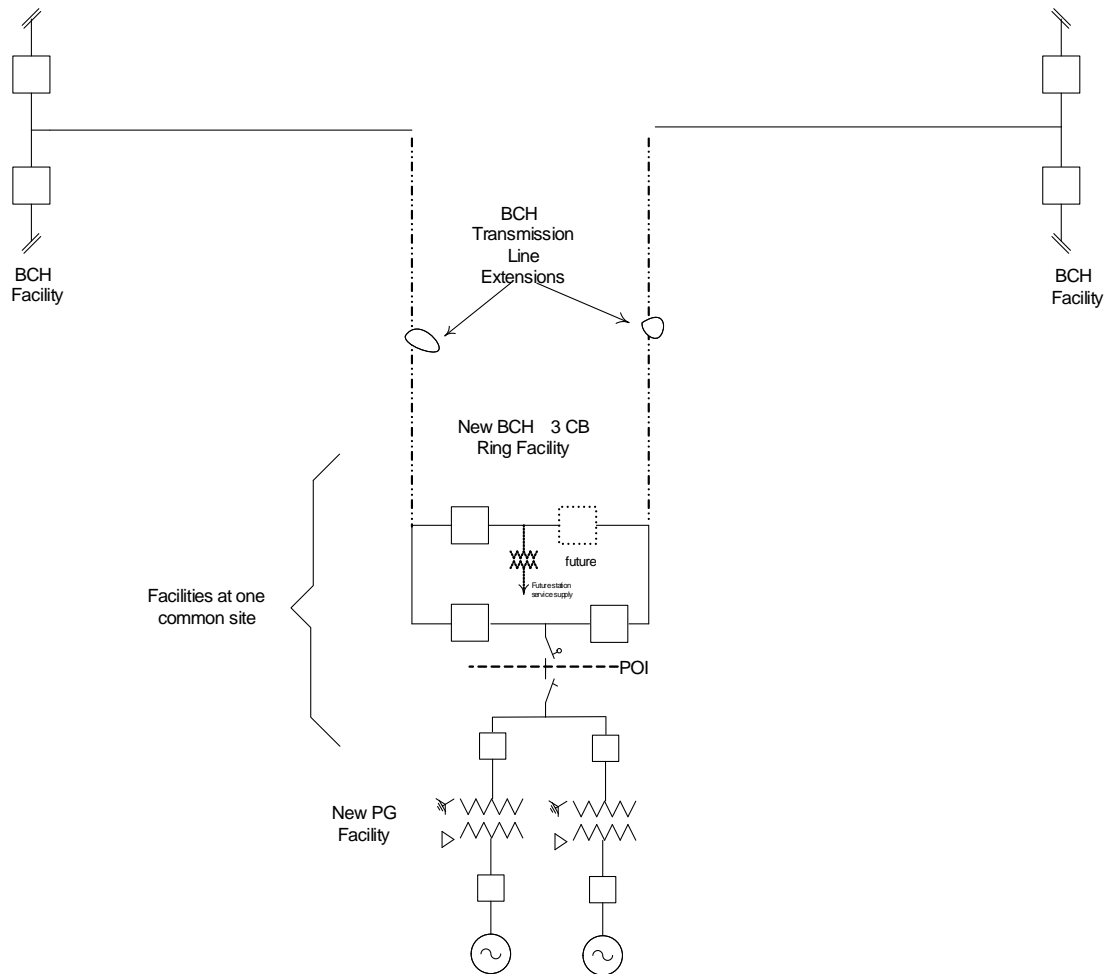 BCH
Transmission
Line
Extensions
BCH
Facility
BCH
Facility
New BCH 3 CB
Ring Facility
future
Future station
service supply
Facilities at one
common site
POI
New PG
Facility